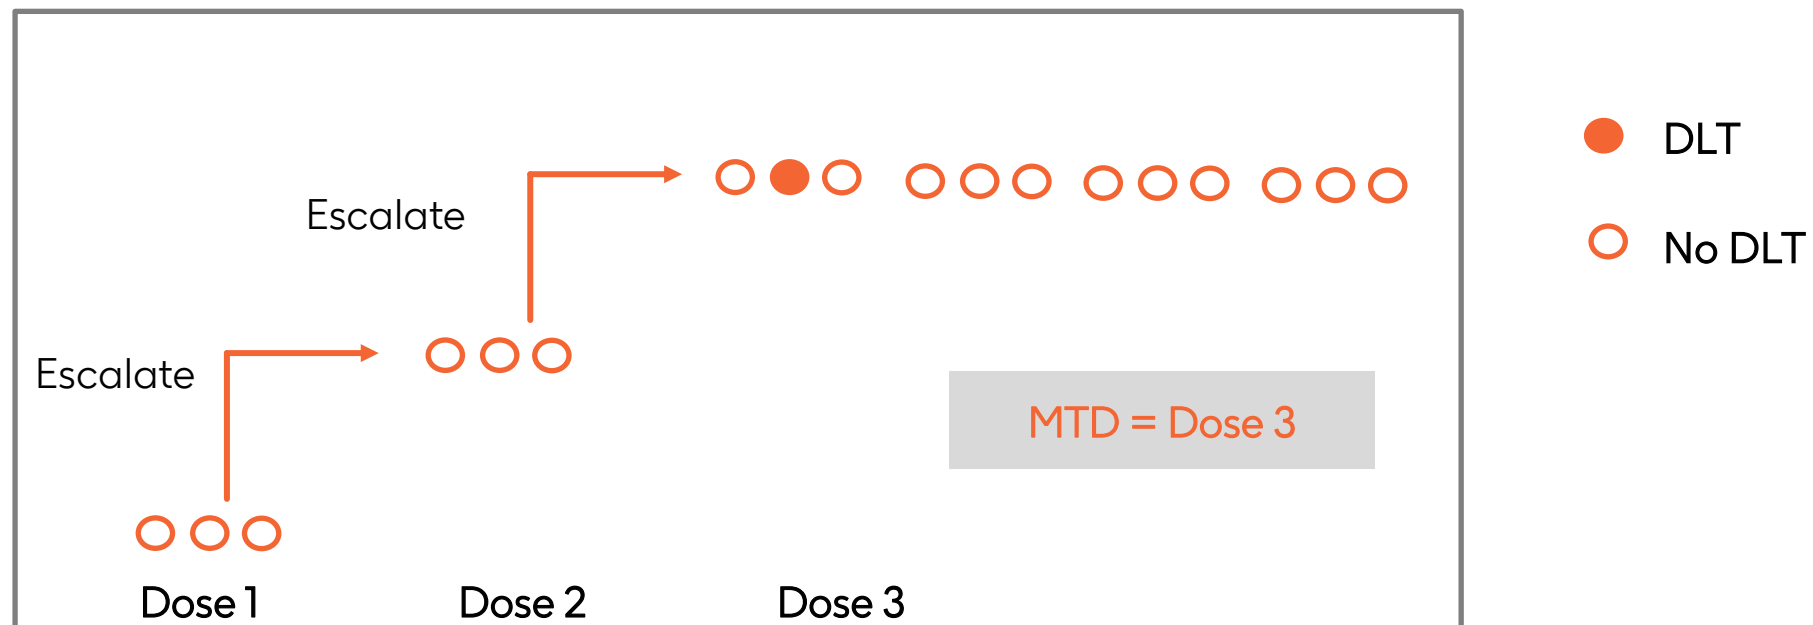 DLT
Escalate
No DLT
Escalate
MTD = Dose 3
Dose 1
Dose 2
Dose 3